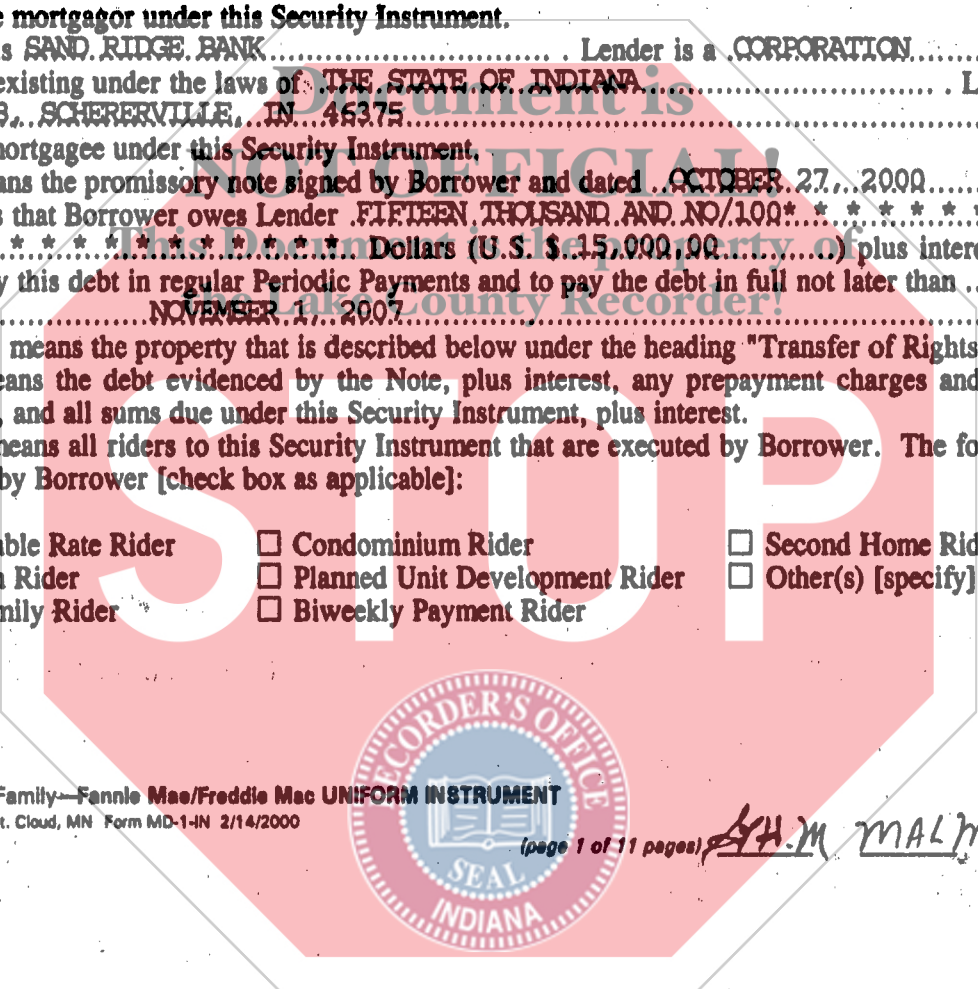 e mortgagor under this Security Instrument.
s SAND RIDGE BANK .......... . Lender is a .CORPORATION..........
existing under the laws of .THE STATE OF INDIANA.......... . L
SCHERERVILLE, IN 46375
nortgagee under this Security Instrument.
ans the promissory note signed by Borrower and dated ..OCTOBER 27, 2000.....
s that Borrower owes Lender .FIFTEEN THOUSAND AND NO/100* * * * * *
* * * * * * * * * * * * Dollars (U.S. $ 15,000.00..........) plus intere
y this debt in regular Periodic Payments and to pay the debt in full not later than ..
NOVEMBER 1, 2007
means the property that is described below under the heading "Transfer of Rights
eans the debt evidenced by the Note, plus interest, any prepayment charges and
, and all sums due under this Security Instrument, plus interest.
neans all riders to this Security Instrument that are executed by Borrower. The fo
by Borrower [check box as applicable]:
able Rate Rider ☐ Condominium Rider ☐ Second Home Rid
n Rider ☐ Planned Unit Development Rider ☐ Other(s) [specify]
mily Rider ☐ Biweekly Payment Rider
Family—Fannie Mae/Freddie Mac UNIFORM INSTRUMENT
t. Cloud, MN Form MD-1-IN 2/14/2000
(page 1 of 11 pages)
Document is
NOT OFFICIAL!
This Document is the property of
the Lake County Recorder!
STOP
RECORDER'S OFFICE
SEAL
INDIANA